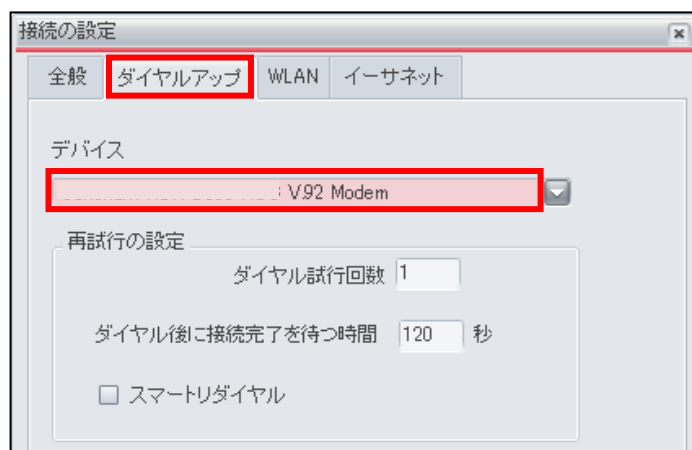 接続の設定
全般 ダイヤルアップ WLAN イーサネット
デバイス
V.92 Modem
再試行の設定
ダイヤル試行回数 1
ダイヤル後に接続完了を待つ時間 120 秒
スマートリダイヤル